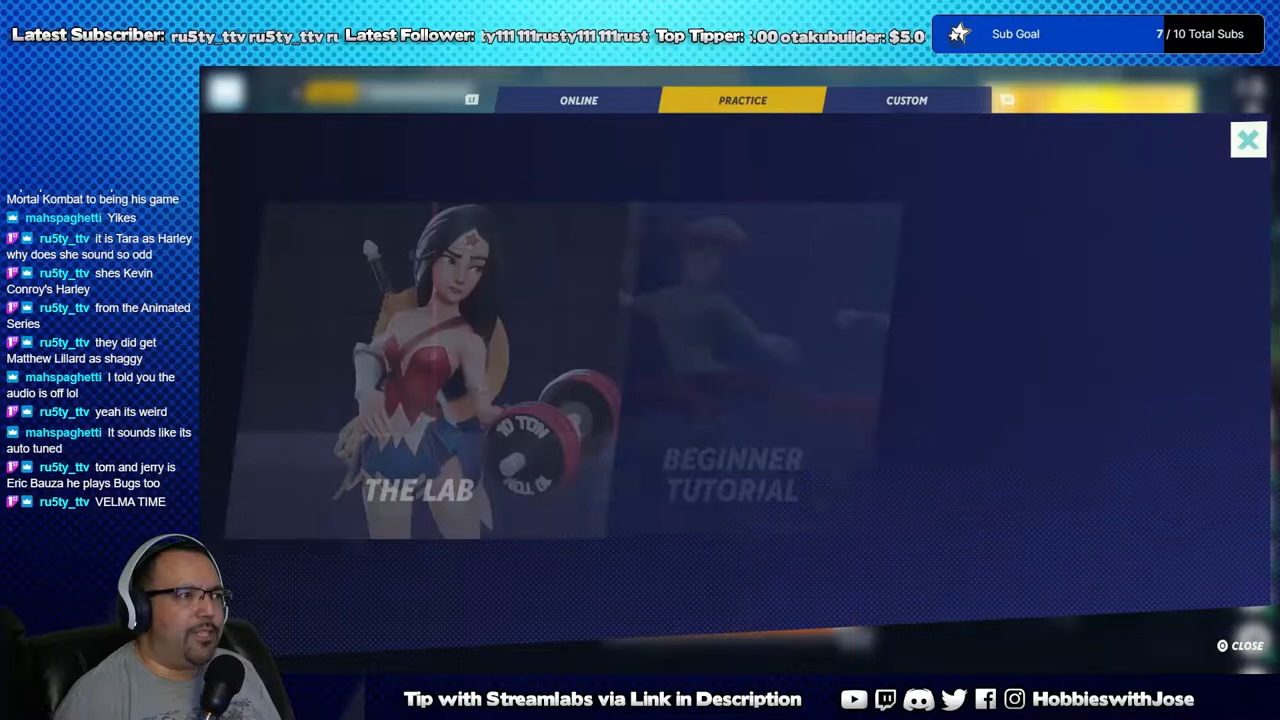 Latest Subscriber: ru5ty_ttv ru5ty_ttv Latest Follower: 111rusty111 Top Tipper: otakubuilder: $5.0
Sub Goal 7 / 10 Total Subs
LT ONLINE PRACTICE CUSTOM
Mortal Kombat to being his game
mahspaghetti Yikes
ru5ty_ttv it is Tara as Harley
why does she sound so odd
ru5ty_ttv shes Kevin
Conroy's Harley
ru5ty_ttv from the Animated
Series
ru5ty_ttv they did get
Matthew Lillard as shaggy
mahspaghetti I told you the
audio is off lol
ru5ty_ttv yeah its weird
mahspaghetti It sounds like its
auto tuned
ru5ty_ttv tom and jerry is
Eric Bauza he plays Bugs too
ru5ty_ttv VELMA TIME
10 TON
THE LAB
BEGINNER
TUTORIAL
CLOSE
Tip with Streamlabs via Link in Description
HobbieswithJose